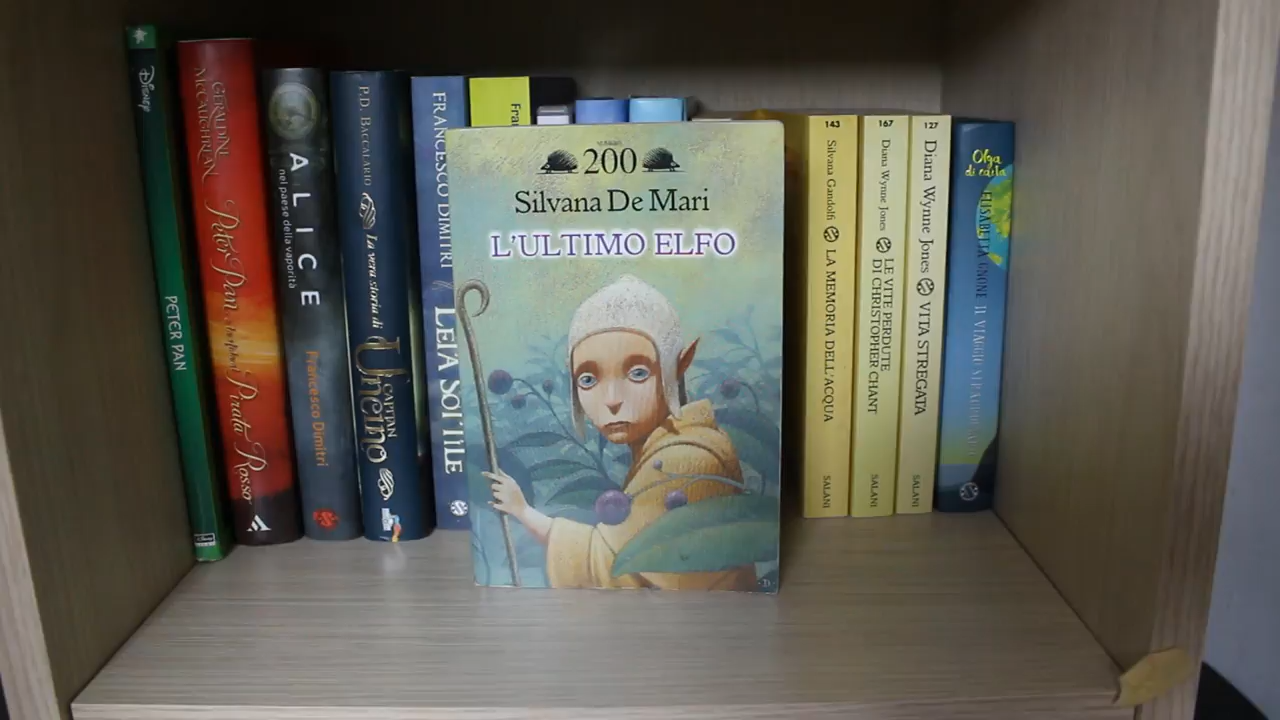 DISNEY
PETER PAN
GERALDINE
MCCAUGHREAN
Peter Pan
Pirata Rosso
ALICE
nel paese della vaporità
Francesco Dimitri
P.D. BACCALARIO
La vera storia di
CAPITAN
Uncino
FRANCESCO DIMITRI
LEIA SOTTILE
Fra
200
Silvana De Mari
L'ULTIMO ELFO
143
Silvana Gandolfi
LA MEMORIA DELL'ACQUA
SALANI
167
Diana Wynne Jones
LE VITE PERDUTE
DI CHRISTOPHER CHANT
SALANI
127
Diana Wynne Jones
VITA STREGATA
SALANI
Olga
di carta
ELISABETTA GNONE IL VIAGGIO STRAORDINARIO